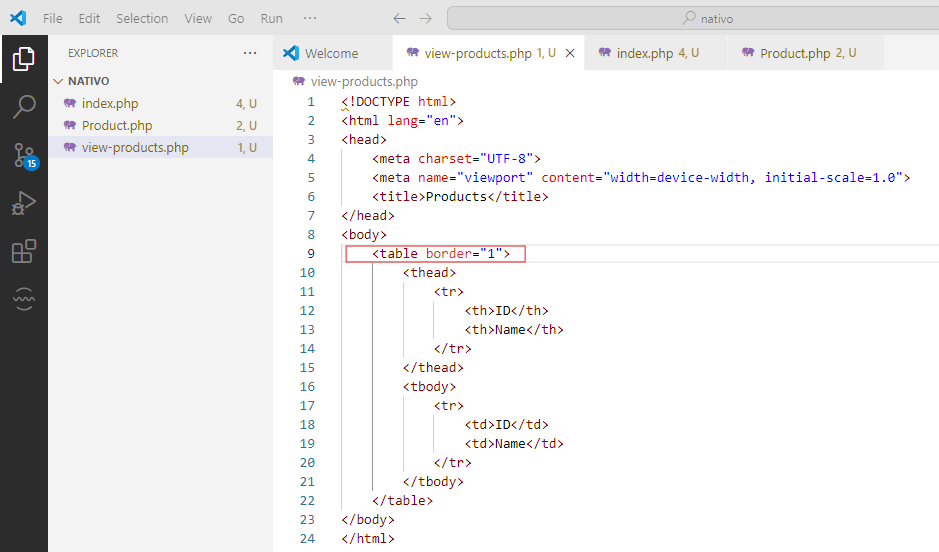 File Edit Selection View Go Run ··· ← → nativo
EXPLORER ···
NATIVO
index.php 4, U
Product.php 2, U
view-products.php 1, U
15
Welcome view-products.php 1, U × index.php 4, U Product.php 2, U
view-products.php
1 <!DOCTYPE html>
2 <html lang="en">
3 <head>
4 <meta charset="UTF-8">
5 <meta name="viewport" content="width=device-width, initial-scale=1.0">
6 <title>Products</title>
7 </head>
8 <body>
9 <table border="1">
10 <thead>
11 <tr>
12 <th>ID</th>
13 <th>Name</th>
14 </tr>
15 </thead>
16 <tbody>
17 <tr>
18 <td>ID</td>
19 <td>Name</td>
20 </tr>
21 </tbody>
22 </table>
23 </body>
24 </html>